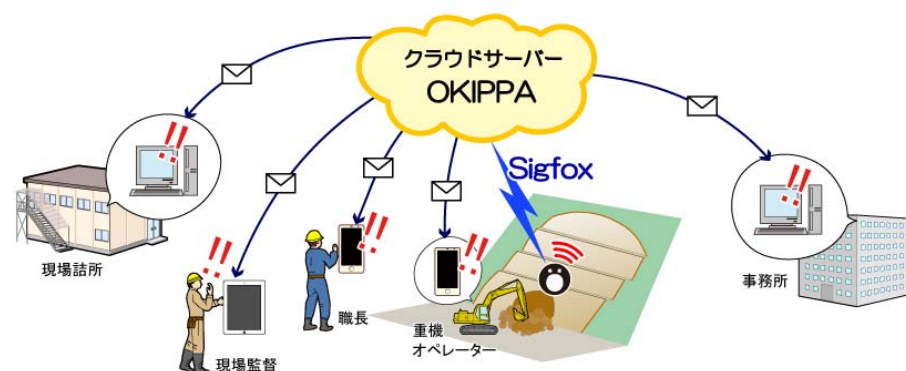 クラウドサーバー
OKIPPA
Sigfox
現場詰所
現場監督
職長
重機
オペレーター
事務所